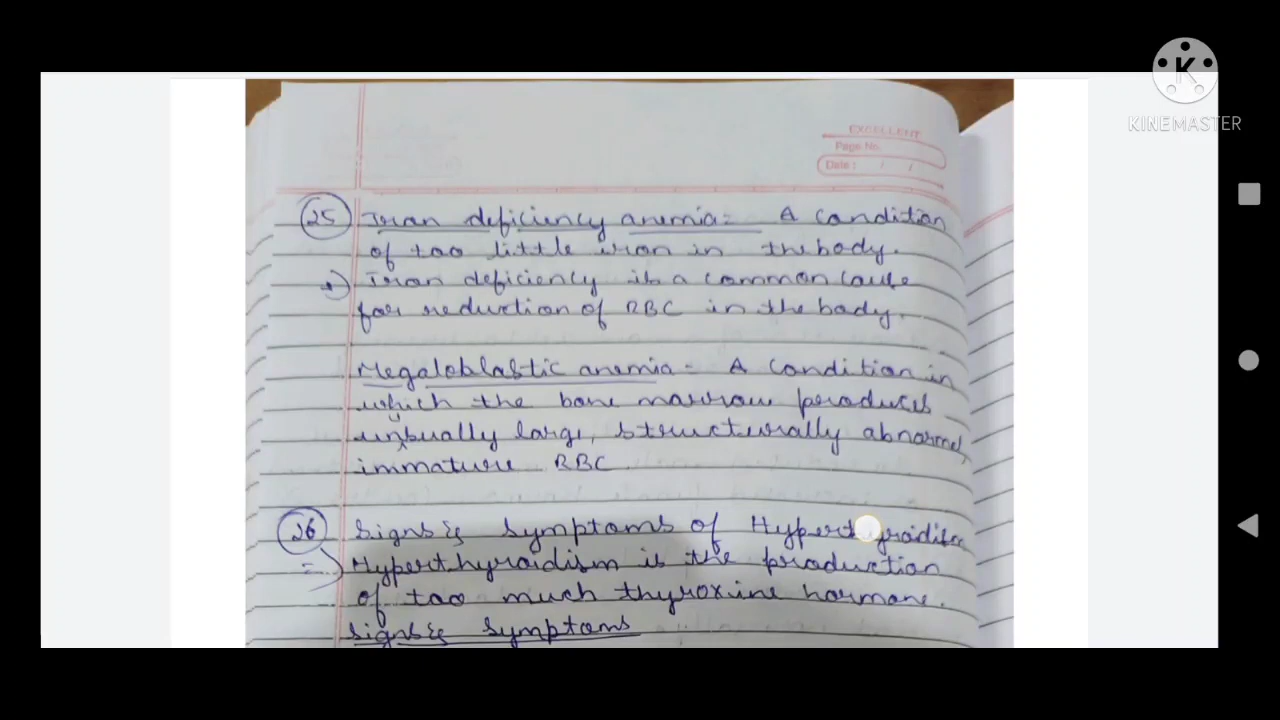 KINEMASTER
EXCELLENT
Page No.
Date : / /
25 Iron deficiency anemia = A condition
of too little iron in the body.
Iron deficiency is a common cause
for reduction of RBC in the body.
Megaloblastic anemia - A condition in
which the bone marrow produces
unusually large, structurally abnormal,
immature RBC
26 Signs & Symptoms of Hyperthyroidism
= Hyperthyroidism is the production
of too much thyroxine hormone.
Signs & Symptoms